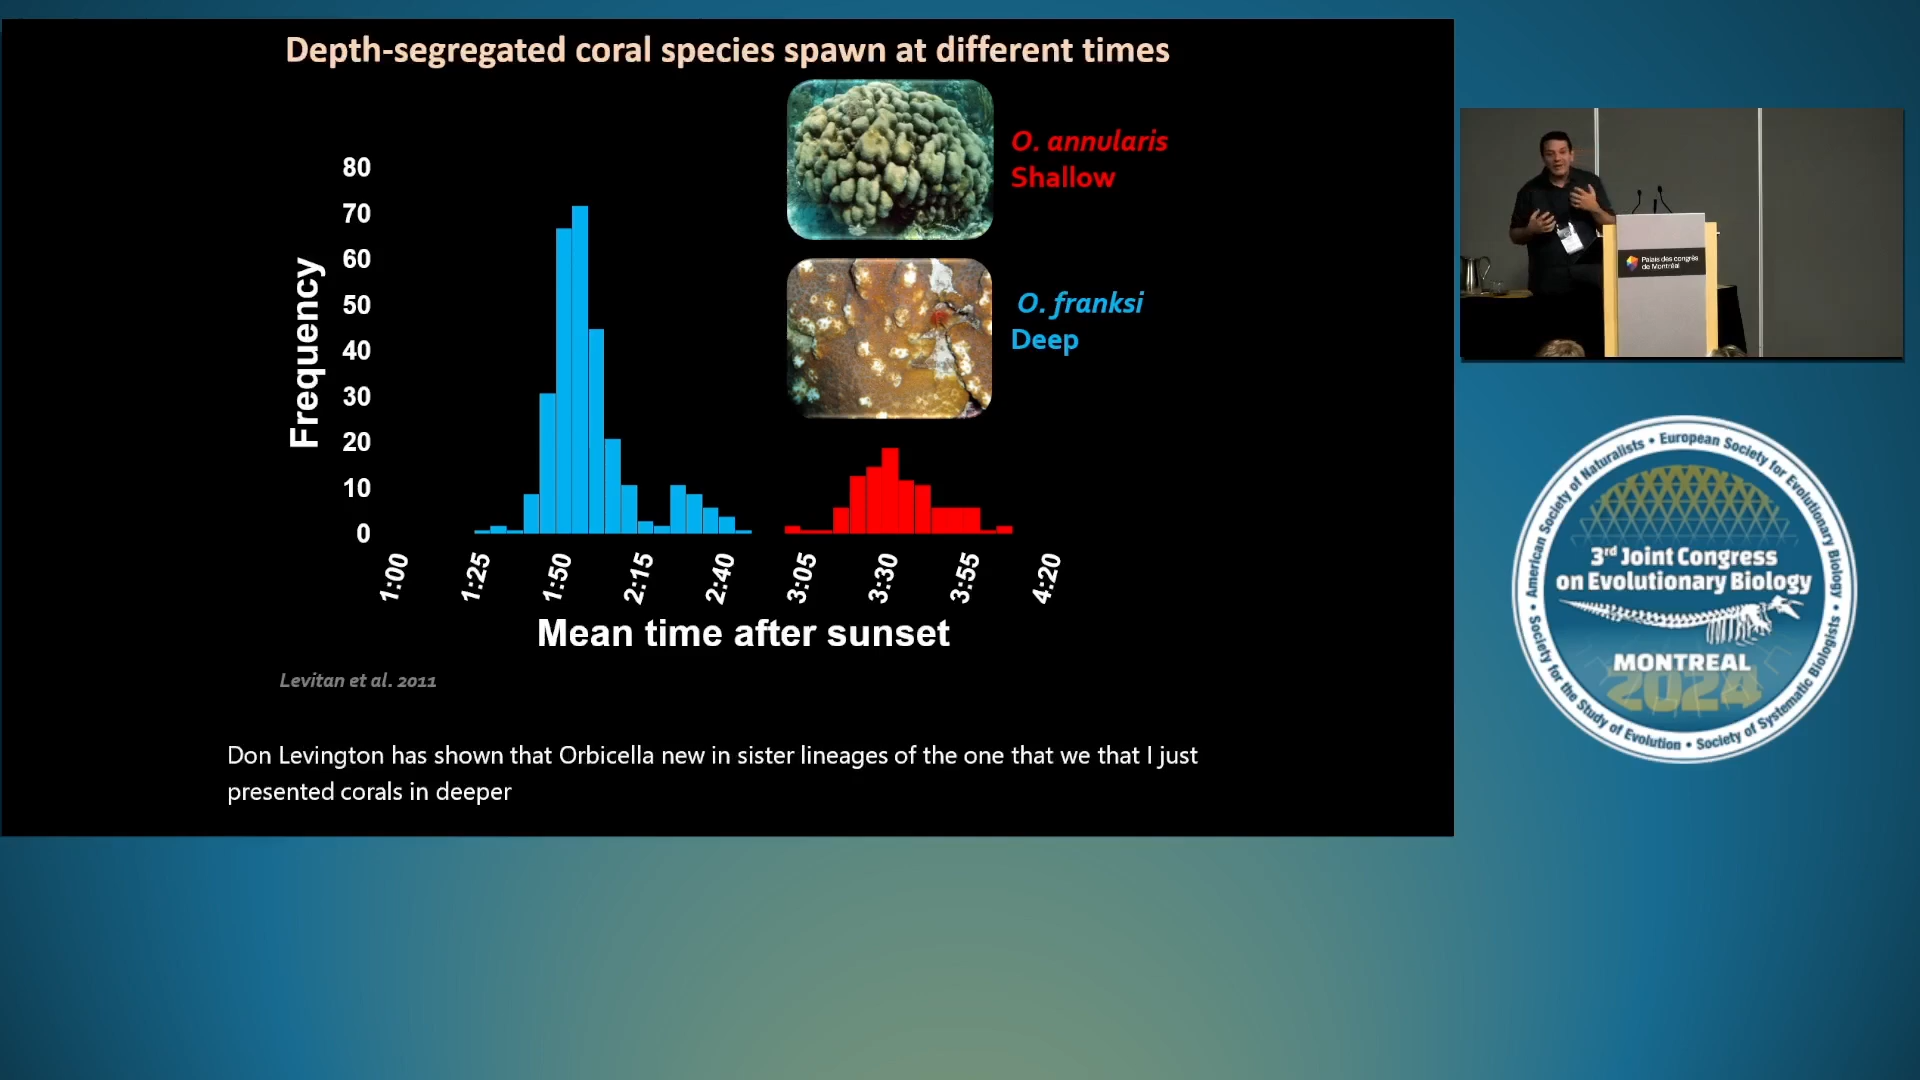 Depth-segregated coral species spawn at different times
O. annularis
Shallow
O. franksi
Deep
Frequency
80
70
60
50
40
30
20
10
0
1:00
1:25
1:50
2:15
2:40
3:05
3:30
3:55
4:20
Mean time after sunset
Levitan et al. 2011
Don Levington has shown that Orbicella new in sister lineages of the one that we that I just
presented corals in deeper
Palais des congrès
de Montréal
American Society of Naturalists • European Society for Evolutionary Biology •
Society for the Study of Evolution • Society of Systematic Biologists •
3rd Joint Congress
on Evolutionary Biology
MONTREAL
2024